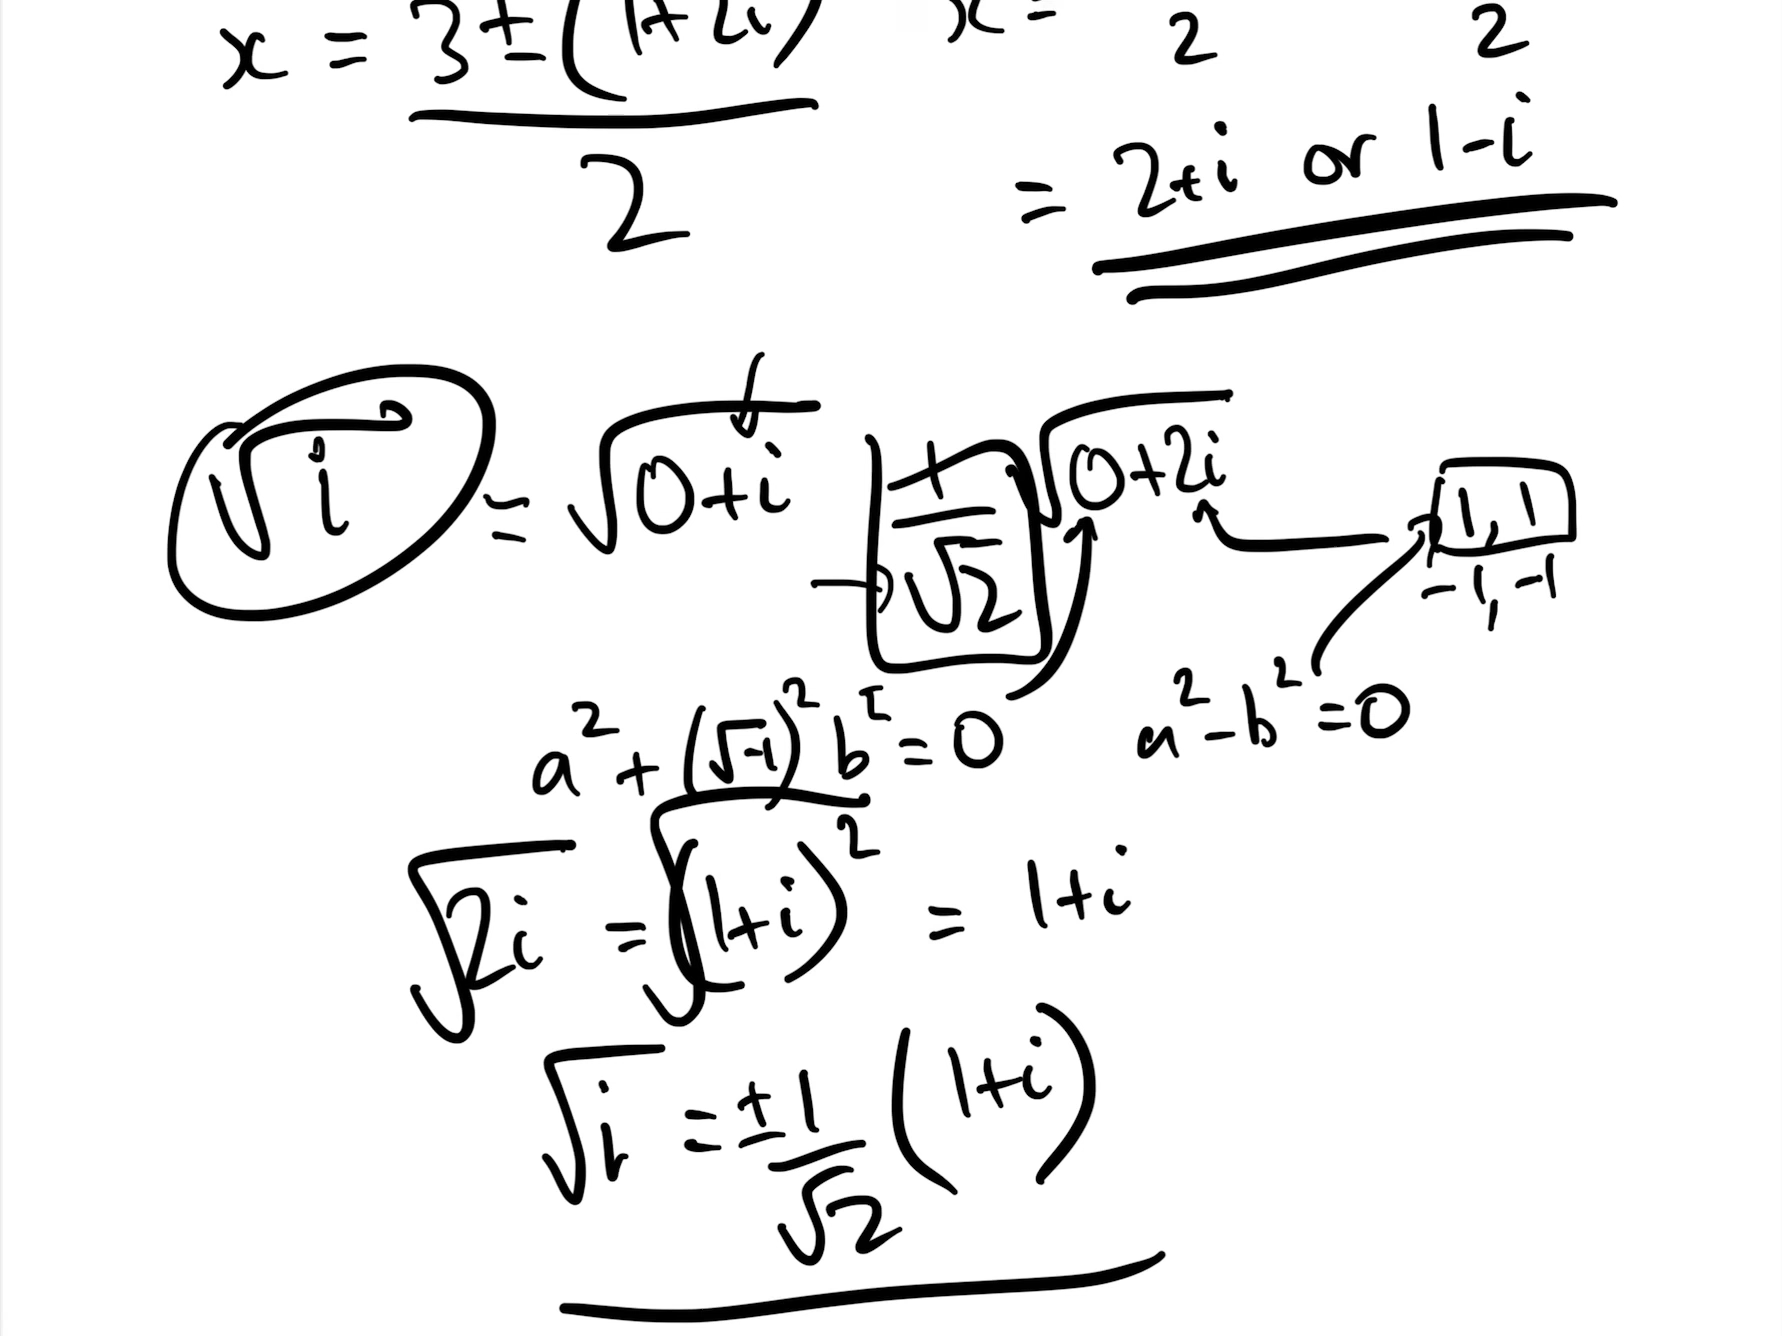 x = 3±(1+2i) / 2
x =  / 2  / 2
= 2+i or 1-i
√i = √(0+i)  1/√2 √(0+2i)  1, 1
-1, -1
a² + (√-1)² b² = 0  a² - b² = 0
√2i = √(1+i)² = 1+i
√i = ±1/√2 (1+i)